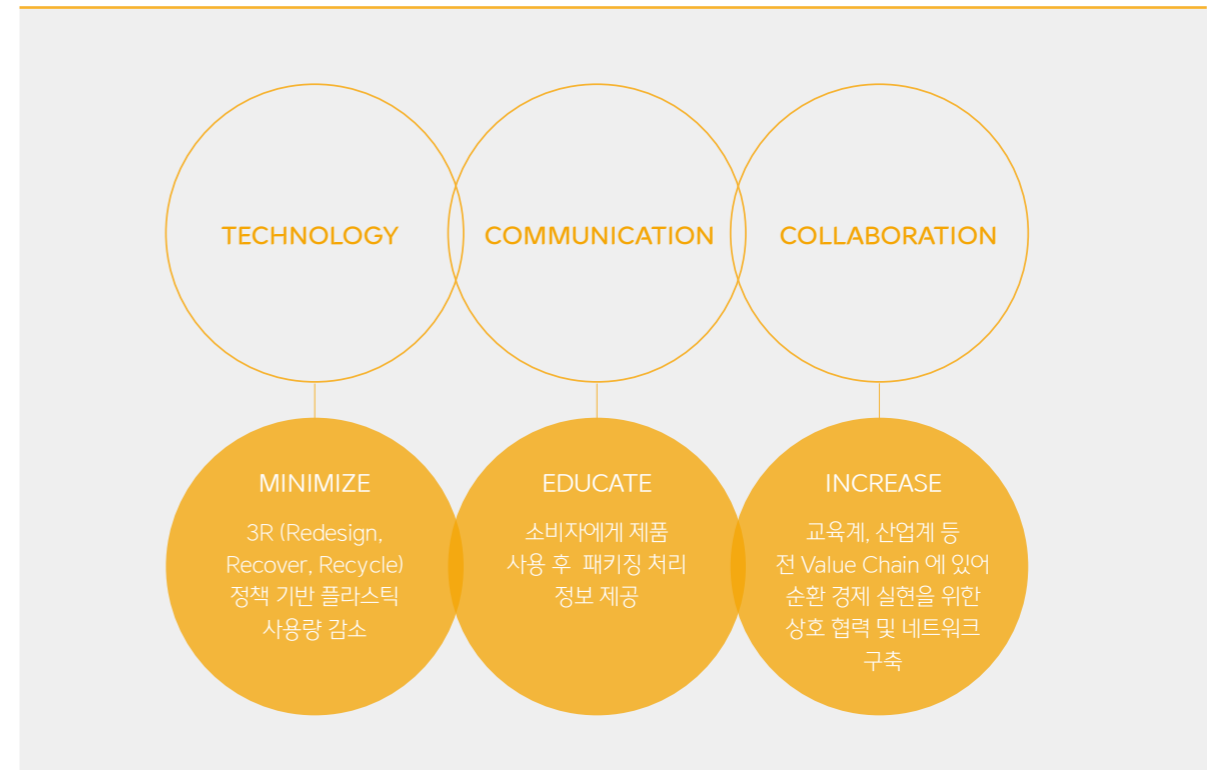 TECHNOLOGY
COMMUNICATION
COLLABORATION
MINIMIZE
3R (Redesign,
Recover, Recycle)
정책 기반 플라스틱
사용량 감소
EDUCATE
소비자에게 제품
사용 후 패키징 처리
정보 제공
INCREASE
교육계, 산업계 등
전 Value Chain 에 있어
순환 경제 실현을 위한
상호 협력 및 네트워크
구축